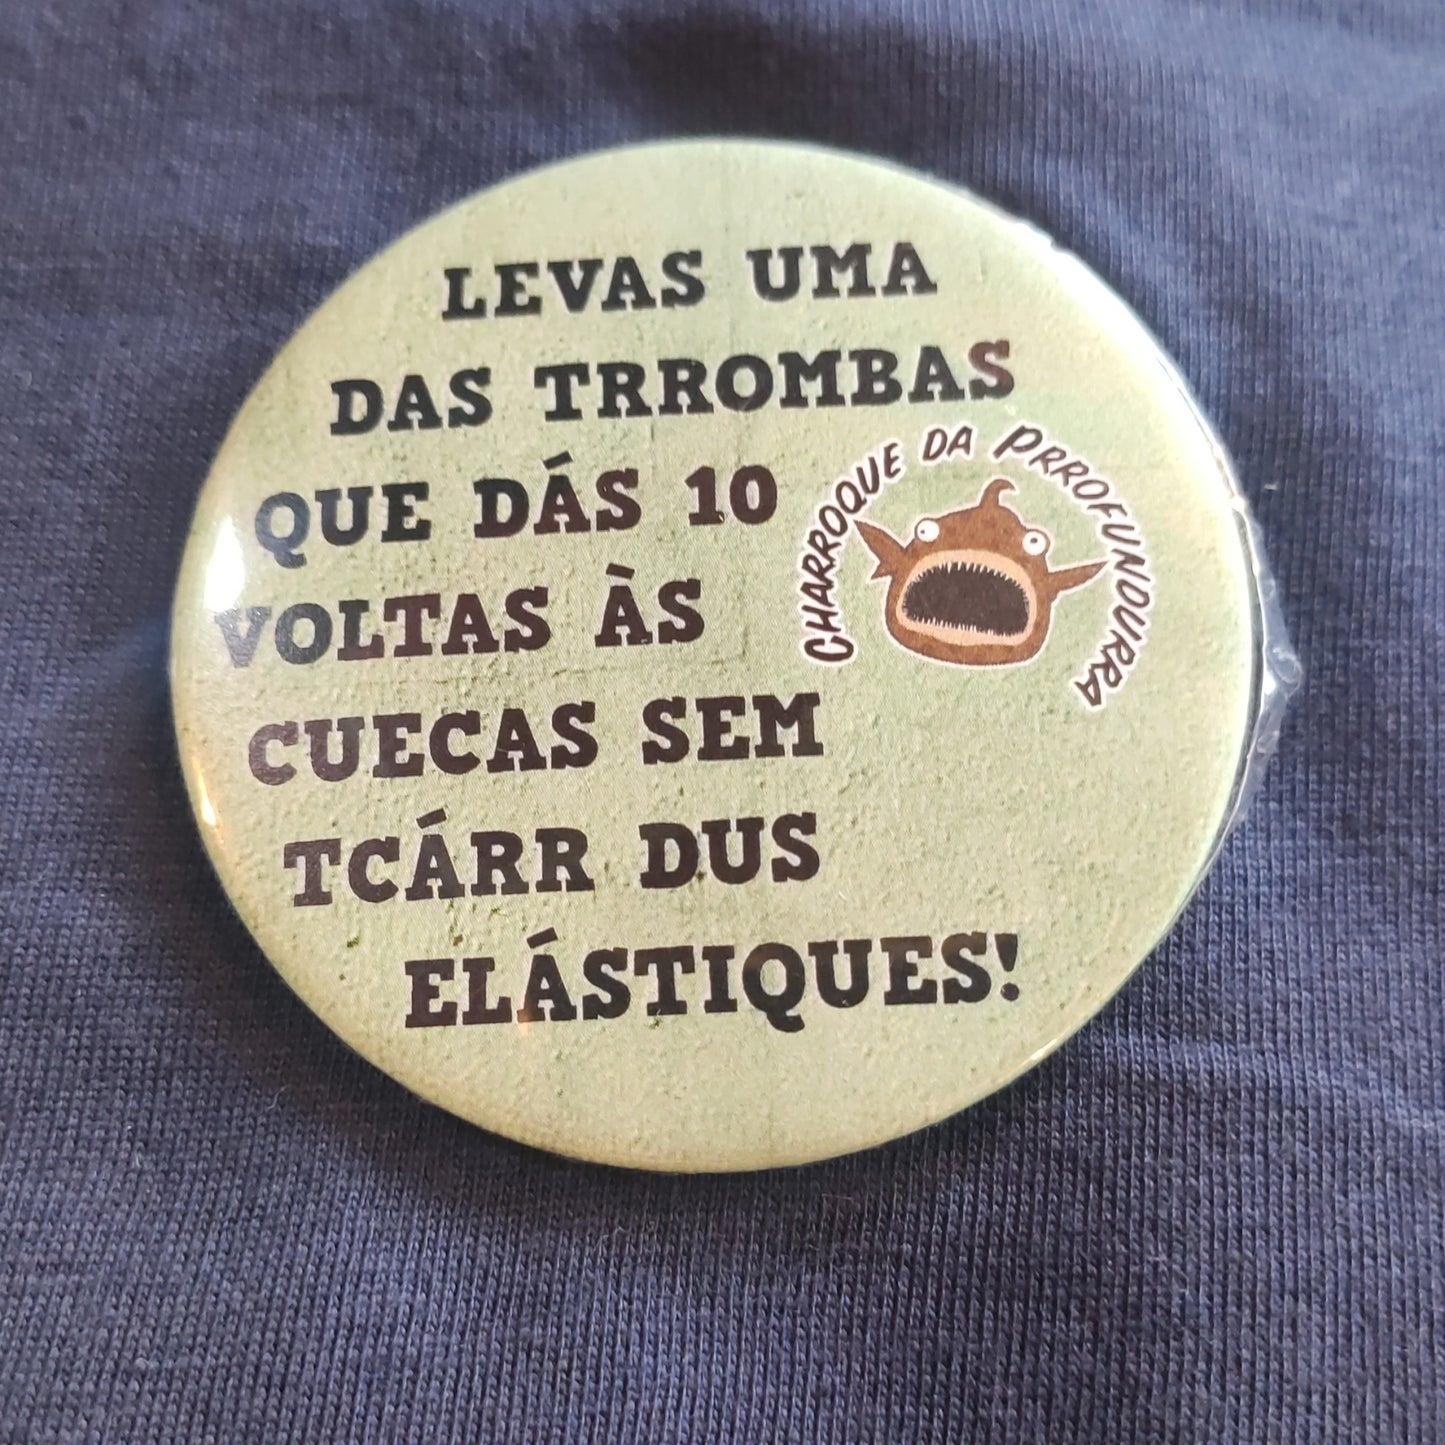 LEVAS UMA
DAS TRROMBAS
QUE DÁS 10
VOLTAS ÀS
CUECAS SEM
TCÁRR DUS
ELÁSTIQUES!
CHARROQUE DA PRROFUNDURRA